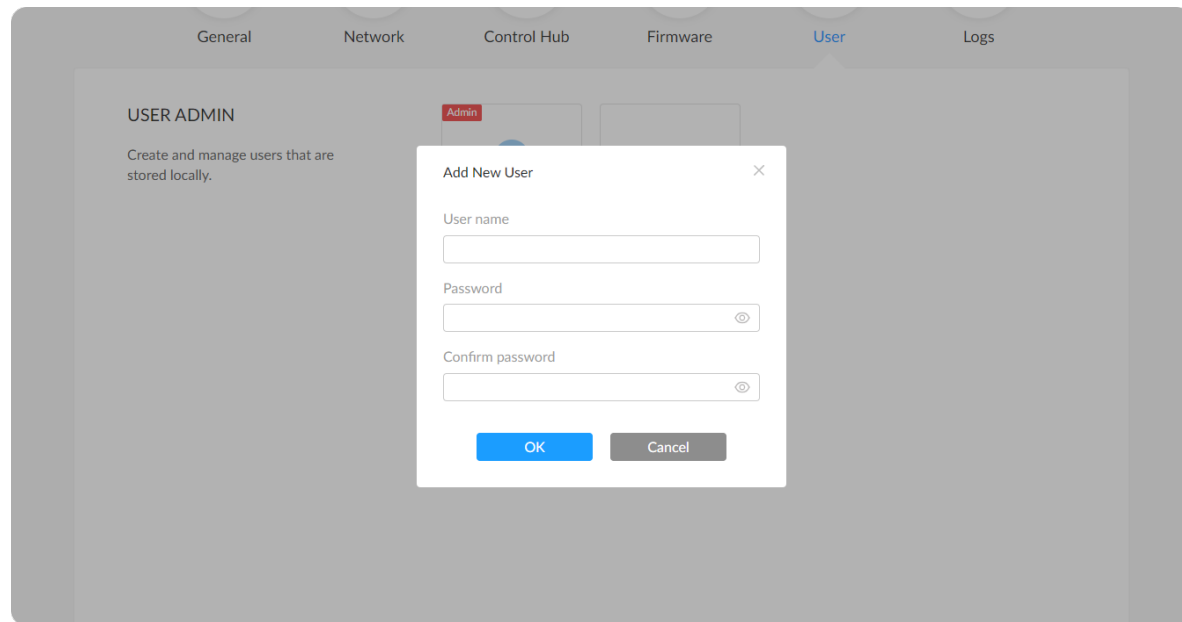 General
Network
Control Hub
Firmware
User
Logs
USER ADMIN
Create and manage users that are
stored locally.
Admin
Add New User
User name
Password
Confirm password
OK
Cancel